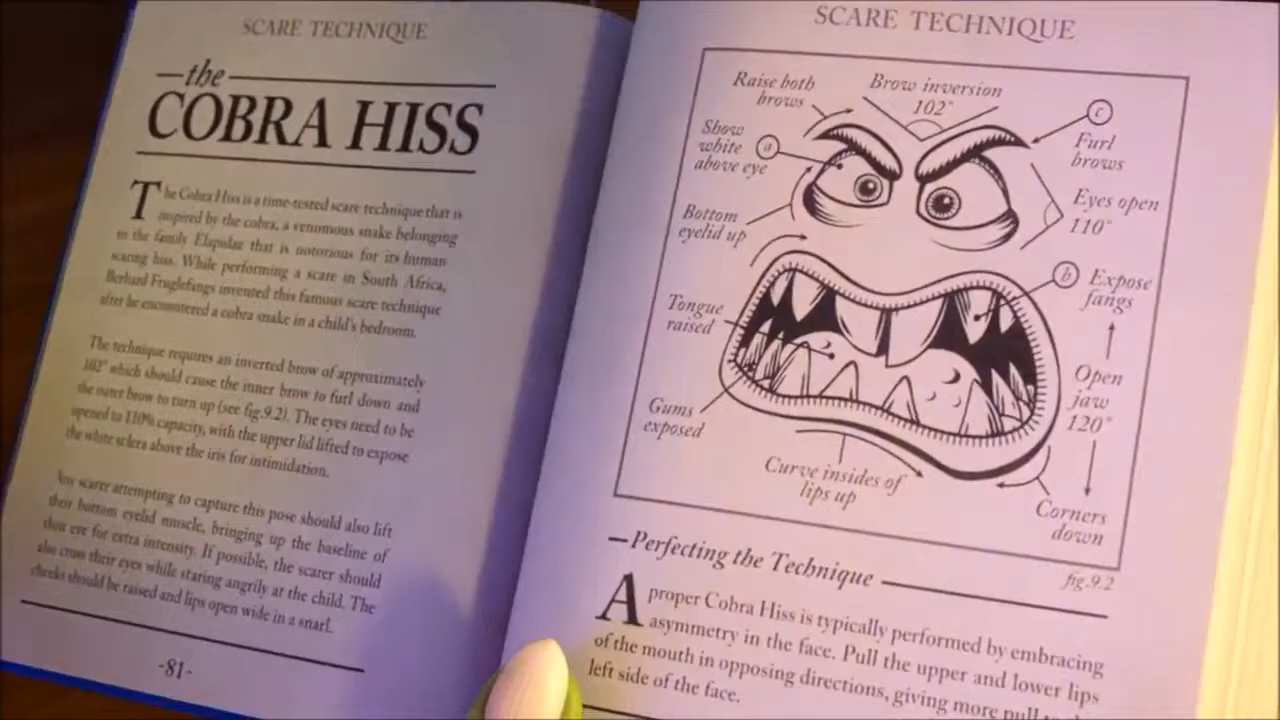 SCARE TECHNIQUE
the
COBRA HISS
The Cobra Hiss is a time-tested scare technique that is
inspired by the cobra, a venomous snake belonging
to the family Elapidae that is notorious for its human
scaring hiss. While performing a scare in South Africa,
Berhard Fruglefangs invented this famous scare technique
after he encountered a cobra snake in a child's bedroom.
The technique requires an inverted brow of approximately
102° which should cause the inner brow to furl down and
the outer brow to turn up (see fig.9.2). The eyes need to be
opened to 110% capacity, with the upper lid lifted to expose
the white sclera above the iris for intimidation.
Any scarer attempting to capture this pose should also lift
their bottom eyelid muscle, bringing up the baseline of
their eye for extra intensity. If possible, the scarer should
also cross their eyes while staring angrily at the child. The
cheeks should be raised and lips open wide in a snarl.
-81-
SCARE TECHNIQUE
Raise both
brows
Brow inversion
102°
c
Furl
brows
Show
white
above eye
a
Eyes open
110°
Bottom
eyelid up
b
Expose
fangs
Tongue
raised
Open
jaw
120°
Gums
exposed
Curve insides of
lips up
Corners
down
fig.9.2
Perfecting the Technique
A proper Cobra Hiss is typically performed by embracing
asymmetry in the face. Pull the upper and lower lips
of the mouth in opposing directions, giving more pull to
left side of the face.